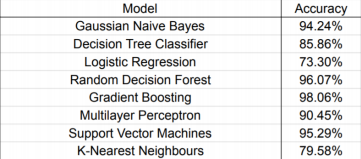 Model Accuracy
Gaussian Naive Bayes 94.24%
Decision Tree Classifier 85.86%
Logistic Regression 73.30%
Random Decision Forest 96.07%
Gradient Boosting 98.06%
Multilayer Perceptron 90.45%
Support Vector Machines 95.29%
K-Nearest Neighbours 79.58%